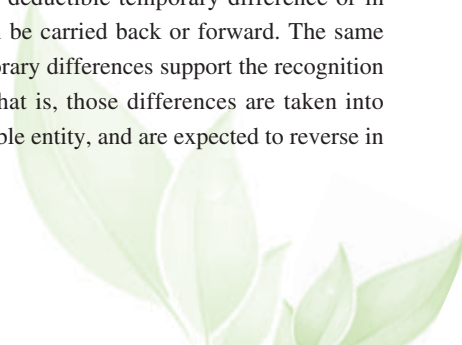 deductible temporary difference or in
be carried back or forward. The same
rary differences support the recognition
hat is, those differences are taken into
ble entity, and are expected to reverse in